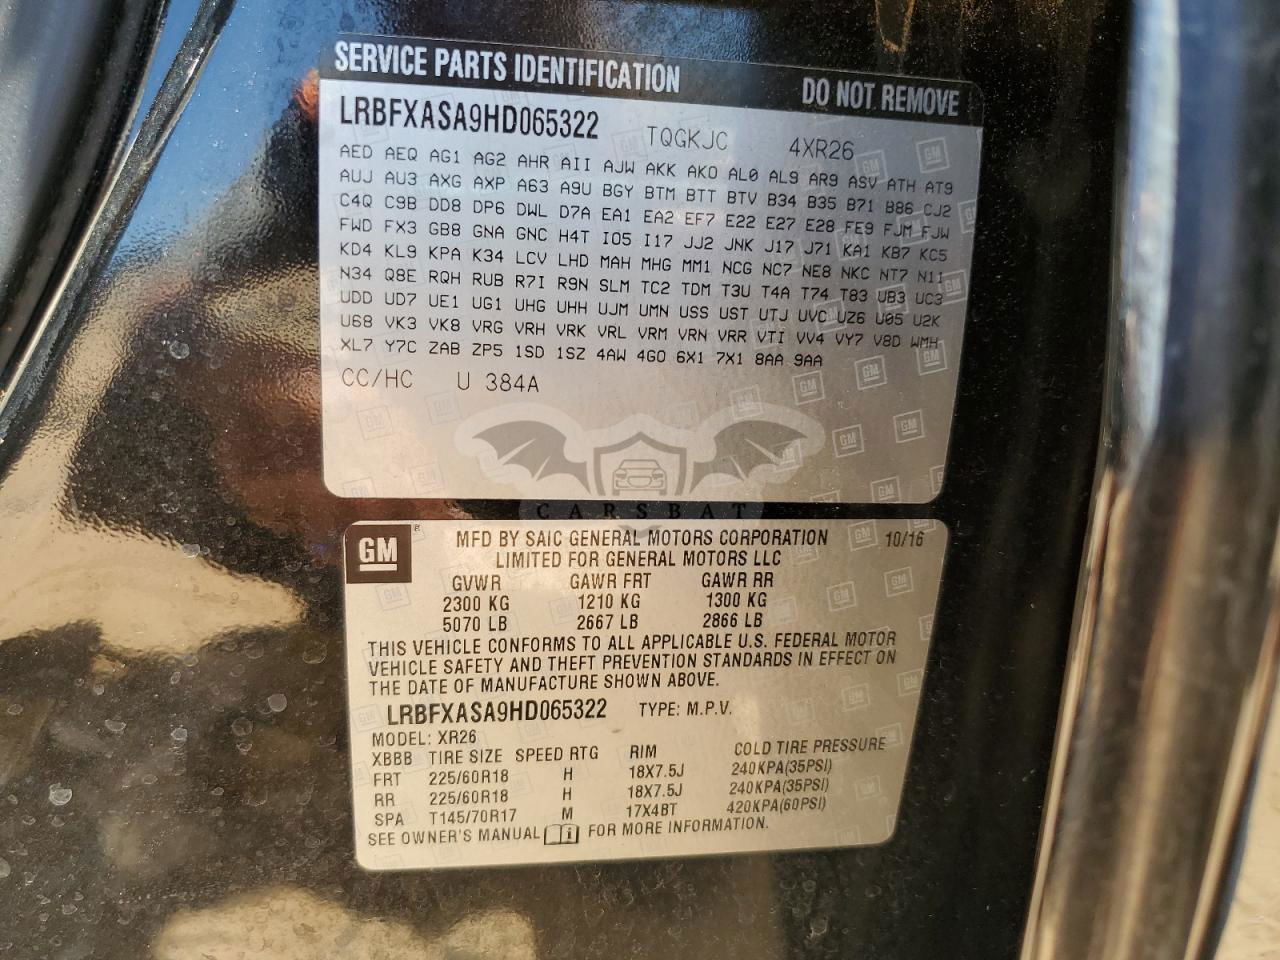 SERVICE PARTS IDENTIFICATION DO NOT REMOVE
LRBFXASA9HD065322 TQGKJC 4XR26
AED AEQ AG1 AG2 AHR AII AJW AKK AKO AL0 AL9 AR9 ASV ATH AT9
AUJ AU3 AXG AXP A63 A9U BGY BTM BTT BTV B34 B35 B71 B86 CJ2
C4Q C9B DD8 DP6 DWL D7A EA1 EA2 EF7 E22 E27 E28 FE9 FJM FJW
FWD FX3 GB8 GNA GNC H4T IO5 I17 JJ2 JNK J17 J71 KA1 KB7 KC5
KD4 KL9 KPA K34 LCV LHD MAH MHG MM1 NCG NC7 NE8 NKC NT7 N1I
N34 Q8E RQH RUB R7I R9N SLM TC2 TDM T3U T4A T74 T83 UB3 UC3
UDD UD7 UE1 UG1 UHG UHH UJM UMN USS UST UTJ UVC UZ6 U05 U2K
U68 VK3 VK8 VRG VRH VRK VRL VRM VRN VRR VTI VV4 VY7 V8D WMH
XL7 Y7C ZAB ZP5 1SD 1SZ 4AW 4GO 6X1 7X1 8AA 9AA
CC/HC U 384A
CARSBAT
GM ® MFD BY SAIC GENERAL MOTORS CORPORATION 10/16
LIMITED FOR GENERAL MOTORS LLC
GVWR GAWR FRT GAWR RR
2300 KG 1210 KG 1300 KG
5070 LB 2667 LB 2866 LB
THIS VEHICLE CONFORMS TO ALL APPLICABLE U.S. FEDERAL MOTOR
VEHICLE SAFETY AND THEFT PREVENTION STANDARDS IN EFFECT ON
THE DATE OF MANUFACTURE SHOWN ABOVE.
LRBFXASA9HD065322 TYPE: M.P.V.
MODEL: XR26
XBBB TIRE SIZE SPEED RTG RIM COLD TIRE PRESSURE
FRT 225/60R18 H 18X7.5J 240KPA(35PSI)
RR 225/60R18 H 18X7.5J 240KPA(35PSI)
SPA T145/70R17 M 17X4BT 420KPA(60PSI)
SEE OWNER'S MANUAL FOR MORE INFORMATION.